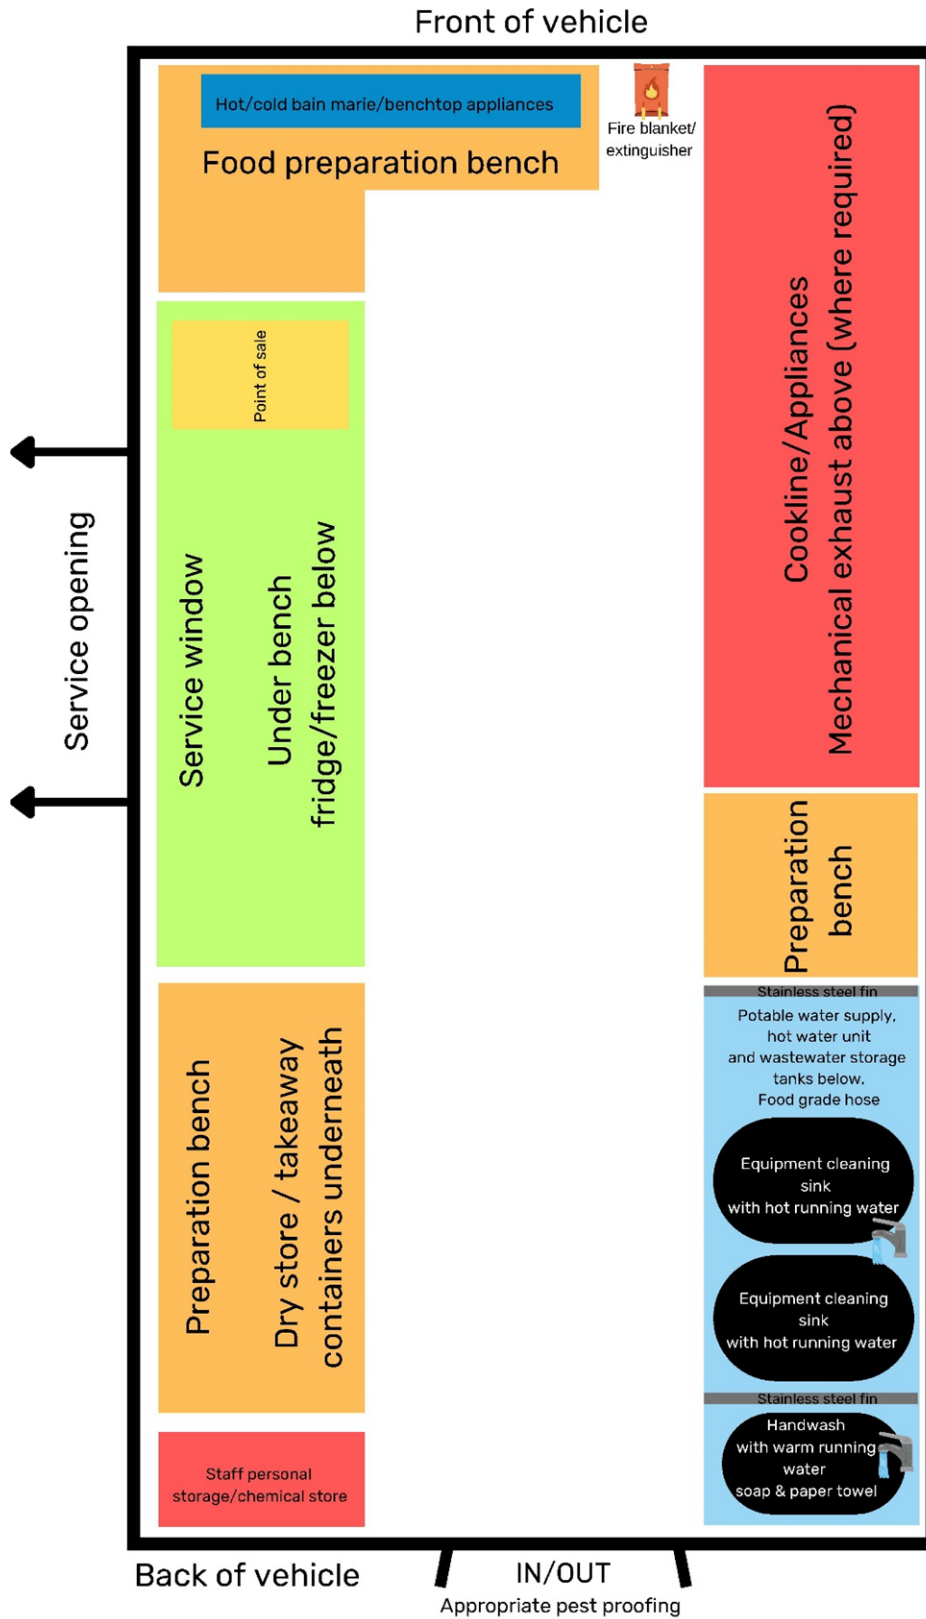 Front of vehicle
Hot/cold bain marie/benchtop appliances
Food preparation bench
Fire blanket/
extinguisher
Point of sale
Service opening
Service window
Under bench
fridge/freezer below
Cookline/Appliances
Mechanical exhaust above (where required)
Preparation
bench
Stainless steel fin
Potable water supply,
hot water unit
and wastewater storage
tanks below.
Food grade hose
Equipment cleaning
sink
with hot running water
Equipment cleaning
sink
with hot running water
Stainless steel fin
Handwash
with warm running
water
soap & paper towel
Preparation bench
Dry store / takeaway
containers underneath
Staff personal
storage/chemical store
Back of vehicle
IN/OUT
Appropriate pest proofing